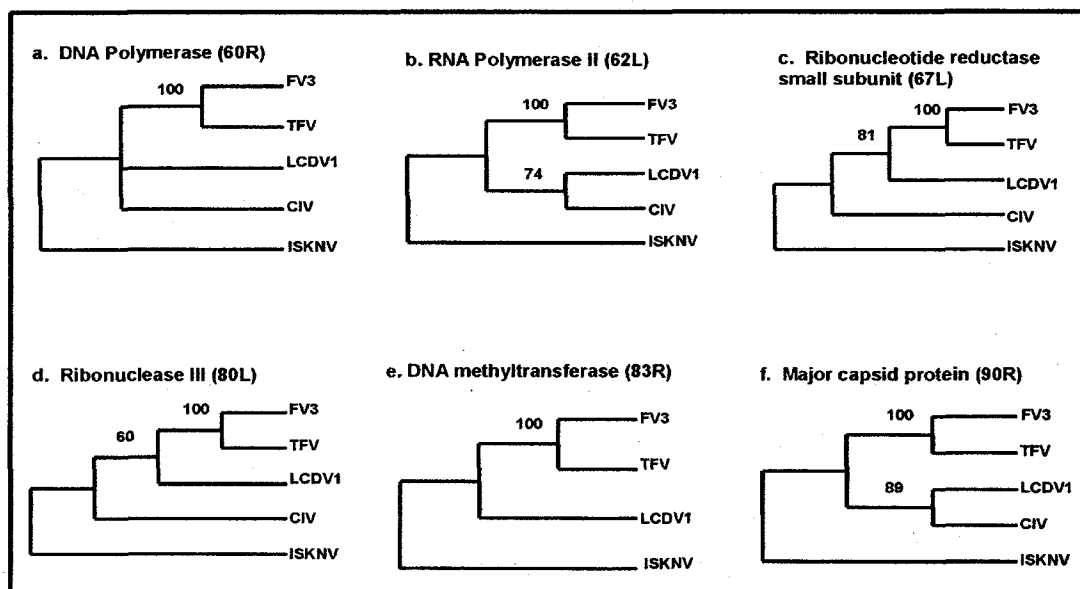 a. DNA Polymerase (60R)
100
FV3
TFV
LCDV1
CIV
ISKNV
b. RNA Polymerase II (62L)
100
FV3
TFV
74
LCDV1
CIV
ISKNV
c. Ribonucleotide reductase
small subunit (67L)
100
FV3
81
TFV
LCDV1
CIV
ISKNV
d. Ribonuclease III (80L)
100
FV3
60
TFV
LCDV1
CIV
ISKNV
e. DNA methyltransferase (83R)
100
FV3
TFV
LCDV1
ISKNV
f. Major capsid protein (90R)
100
FV3
TFV
89
LCDV1
CIV
ISKNV